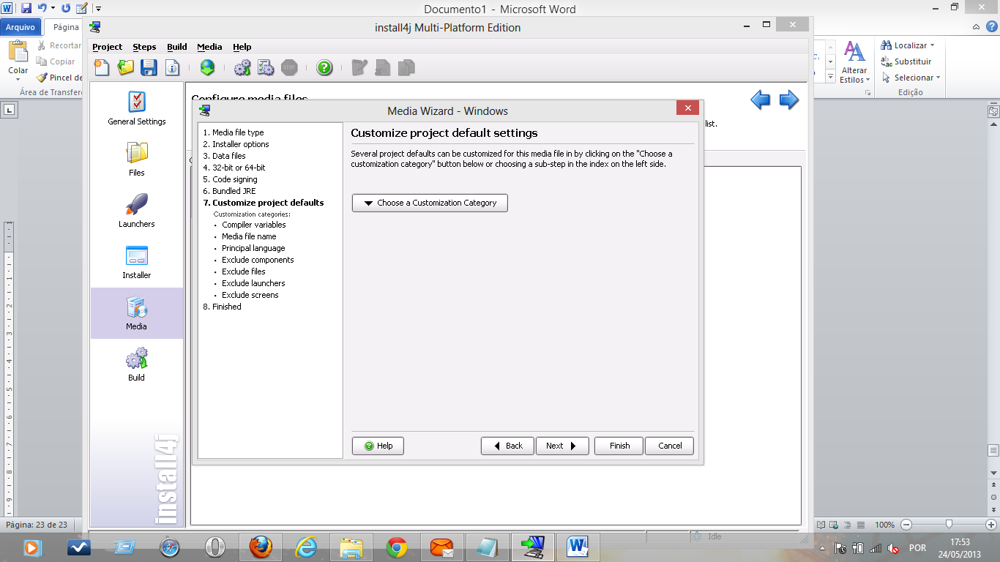 Documento1 - Microsoft Word
Arquivo
Página
install4j Multi-Platform Edition
Project Steps Build Media Help
Recortar
Copiar
Colar
Pincel de
Área de Transfere
Localizar
Substituir
Selecionar
Alterar
Estilos
Edição
STOP
General Settings
Files
Launchers
Installer
Media
Build
install4j
Configure media files
list.
Media Wizard - Windows
1. Media file type
2. Installer options
3. Data files
4. 32-bit or 64-bit
5. Code signing
6. Bundled JRE
7. Customize project defaults
Customization categories:
• Compiler variables
• Media file name
• Principal language
• Exclude components
• Exclude files
• Exclude launchers
• Exclude screens
8. Finished
Customize project default settings
Several project defaults can be customized for this media file in by clicking on the "Choose a
customization category" button below or choosing a sub-step in the index on the left side.
Choose a Customization Category
Help
Back
Next
Finish
Cancel
Idle
Página: 23 de 23
100%
POR
17:53
24/05/2013